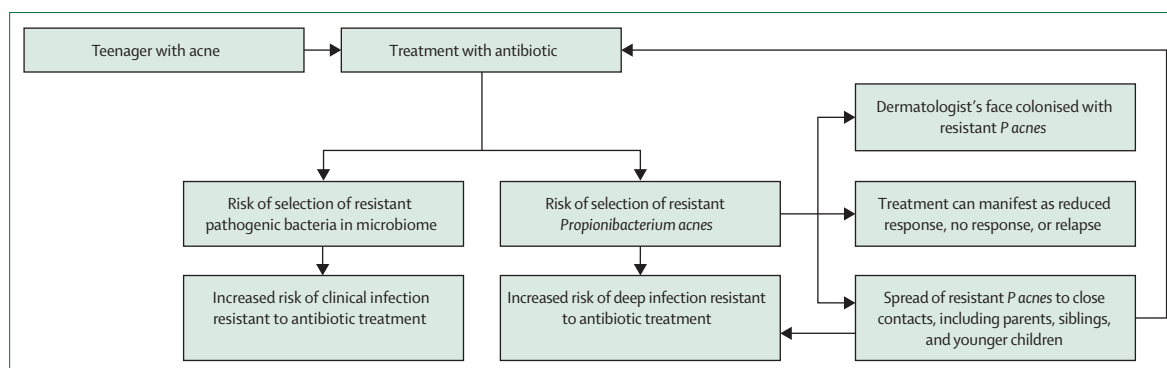 Teenager with acne
Treatment with antibiotic
Dermatologist's face colonised with
resistant P acnes
Risk of selection of resistant
pathogenic bacteria in microbiome
Risk of selection of resistant
Propionibacterium acnes
Treatment can manifest as reduced
response, no response, or relapse
Increased risk of clinical infection
resistant to antibiotic treatment
Increased risk of deep infection resistant
to antibiotic treatment
Spread of resistant P acnes to close
contacts, including parents, siblings,
and younger children